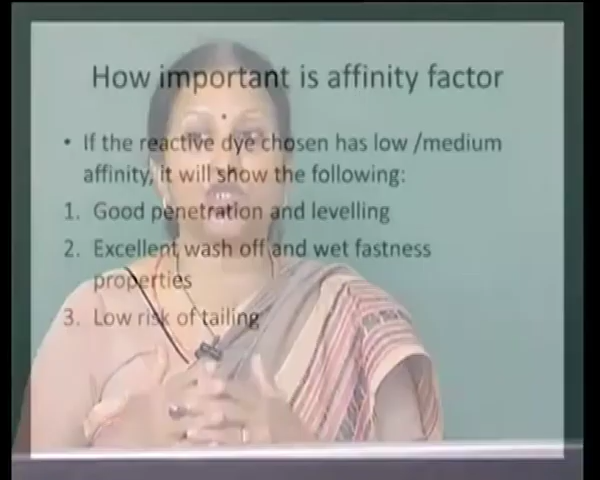 How important is affinity factor
• If the reactive dye chosen has low /medium
affinity, it will show the following:
1. Good penetration and levelling
2. Excellent wash off and wet fastness
properties
3. Low risk of tailing